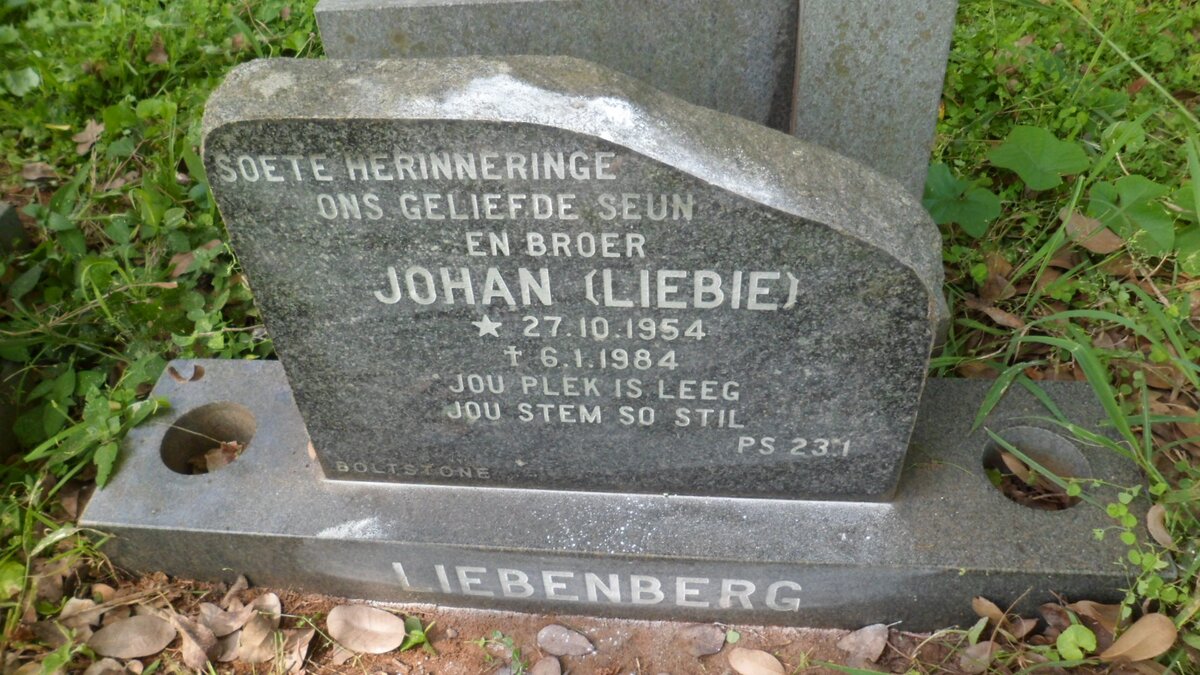 SOETE HERINNERINGE
ONS GELIEFDE SEUN
EN BROER
JOHAN (LIEBIE)
★ 27.10.1954
✝ 6.1.1984
JOU PLEK IS LEEG
JOU STEM SO STIL
PS 23:1
BOLTSTONE
LIEBENBERG